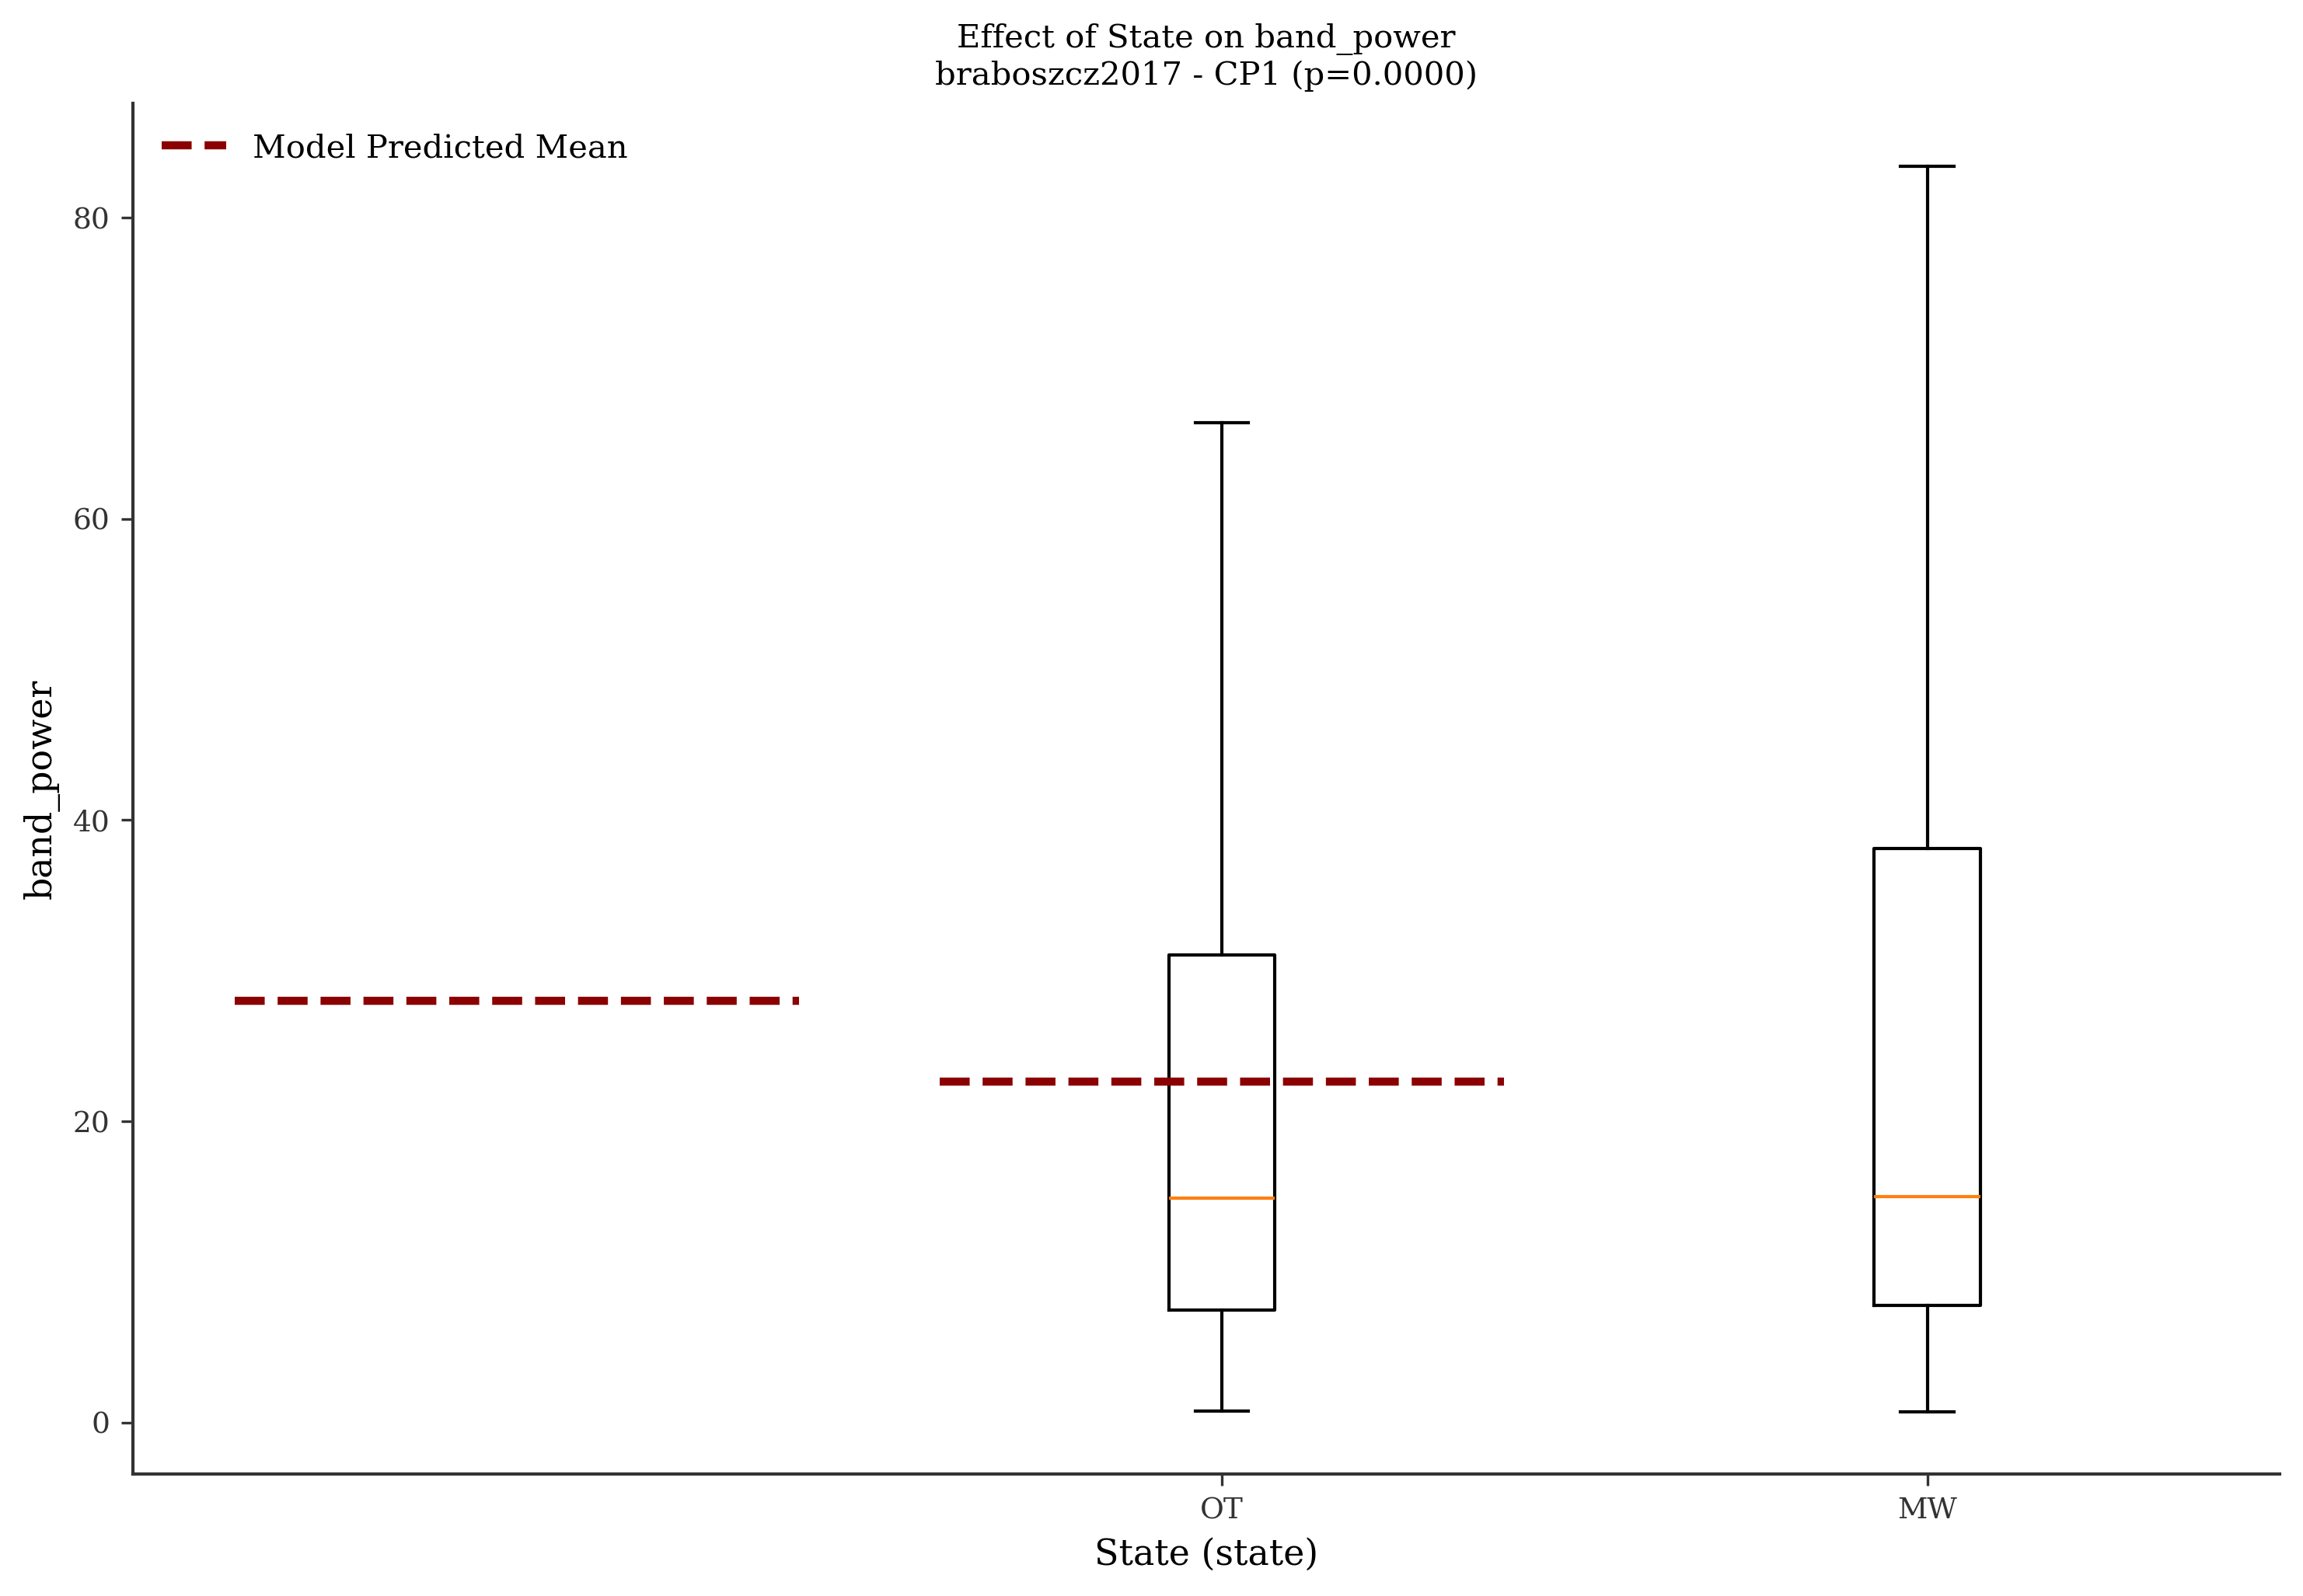 Effect of State on band_power
braboszcz2017 - CP1 (p=0.0000)
Model Predicted Mean
80
60
40
20
0
band_power
OT
MW
State (state)